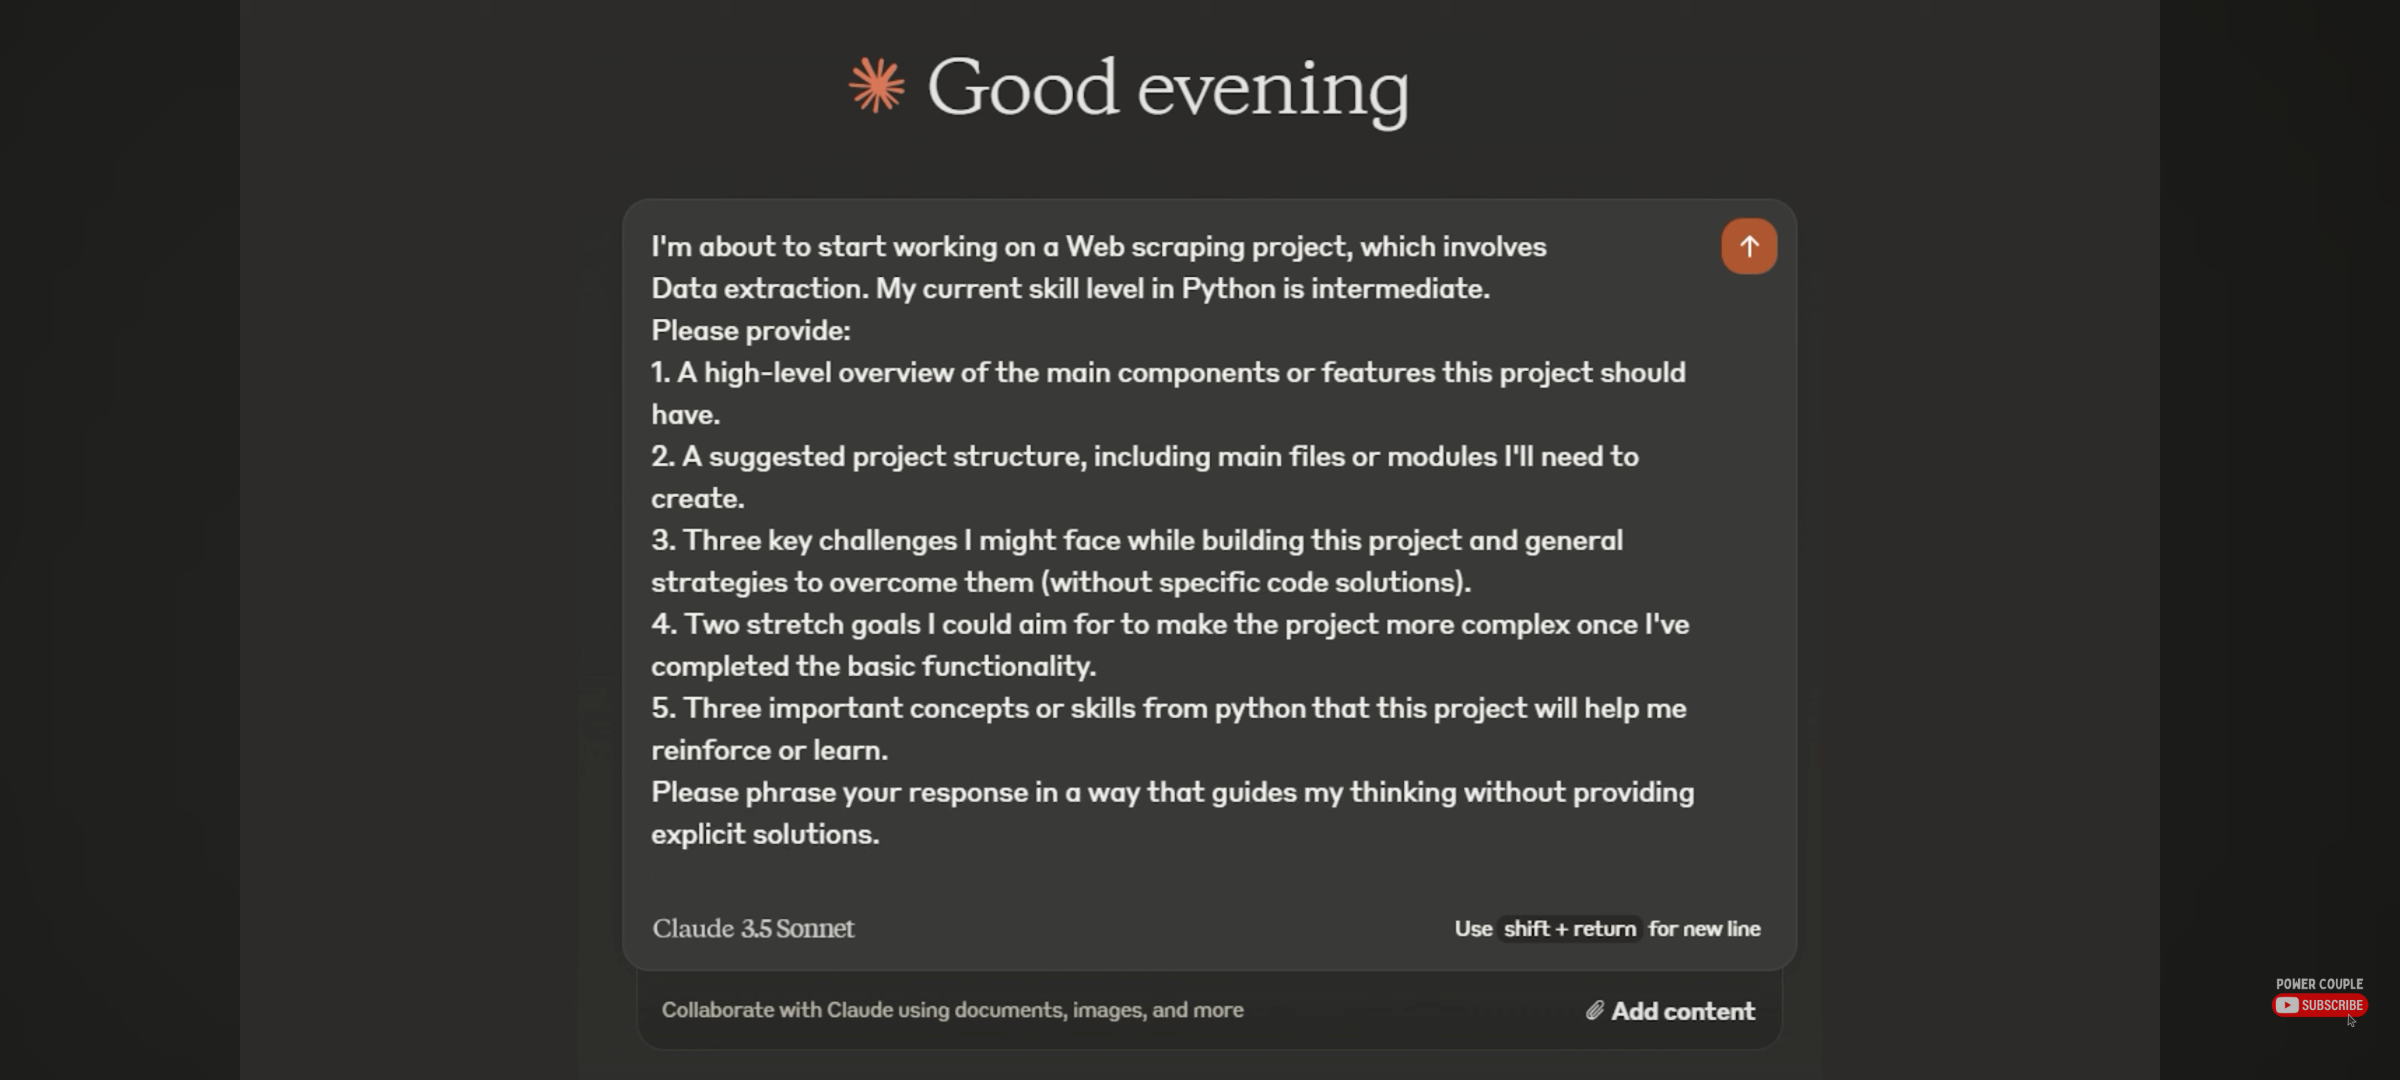 Good evening
I'm about to start working on a Web scraping project, which involves
Data extraction. My current skill level in Python is intermediate.
Please provide:
1. A high-level overview of the main components or features this project should
have.
2. A suggested project structure, including main files or modules I'll need to
create.
3. Three key challenges I might face while building this project and general
strategies to overcome them (without specific code solutions).
4. Two stretch goals I could aim for to make the project more complex once I've
completed the basic functionality.
5. Three important concepts or skills from python that this project will help me
reinforce or learn.
Please phrase your response in a way that guides my thinking without providing
explicit solutions.
Claude 3.5 Sonnet
Use shift + return for new line
Collaborate with Claude using documents, images, and more
Add content
POWER COUPLE
SUBSCRIBE